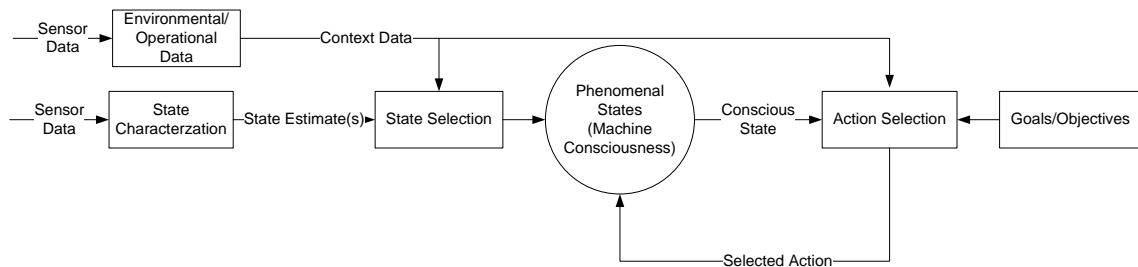 Sensor
Data
Environmental/
Operational
Data
Context Data
Sensor
Data
State
Characterzation
State Estimate(s)
State Selection
Phenomenal
States
(Machine
Consciousness)
Conscious
State
Action Selection
Goals/Objectives
Selected Action